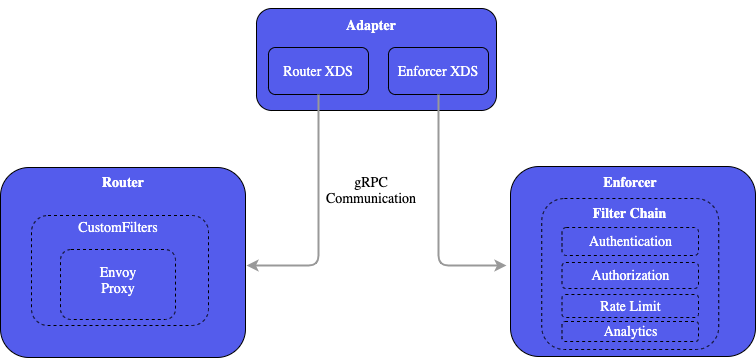 Adapter
Router XDS
Enforcer XDS
gRPC
Communication
Router
CustomFilters
Envoy
Proxy
Enforcer
Filter Chain
Authentication
Authorization
Rate Limit
Analytics